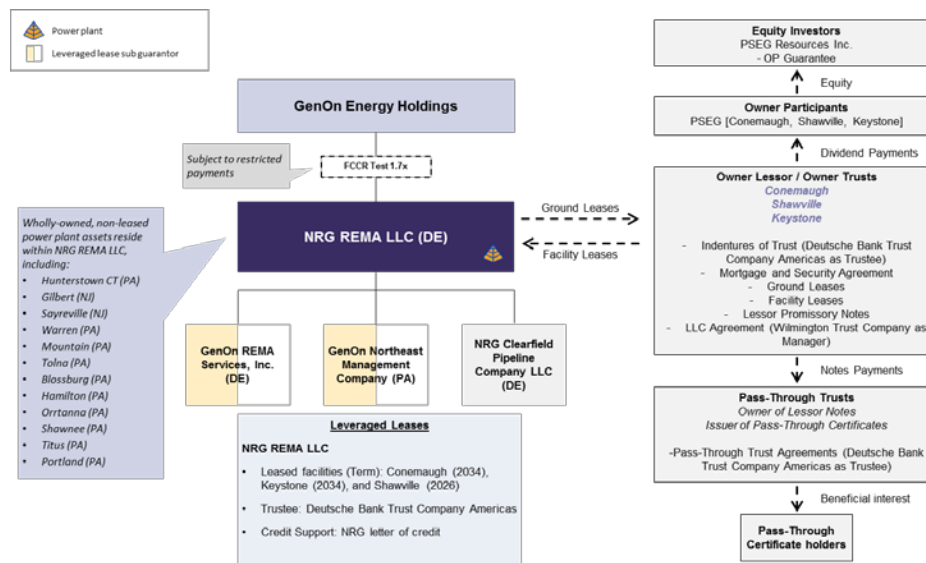 Power plant
Leveraged lease sub guarantor
GenOn Energy Holdings
Subject to restricted
payments
FCCR Test 1.7x
Wholly-owned, non-leased
power plant assets reside
within NRG REMA LLC,
including:
• Hunterstown CT (PA)
• Gilbert (NJ)
• Sayreville (NJ)
• Warren (PA)
• Mountain (PA)
• Tolna (PA)
• Blossburg (PA)
• Hamilton (PA)
• Orrtanna (PA)
• Shawnee (PA)
• Titus (PA)
• Portland (PA)
NRG REMA LLC (DE)
Ground Leases
Facility Leases
GenOn REMA
Services, Inc.
(DE)
GenOn Northeast
Management
Company (PA)
NRG Clearfield
Pipeline
Company LLC
(DE)
Leveraged Leases
NRG REMA LLC
• Leased facilities (Term): Conemaugh (2034),
Keystone (2034), and Shawville (2026)
• Trustee: Deutsche Bank Trust Company Americas
• Credit Support: NRG letter of credit
Equity Investors
PSEG Resources Inc.
- OP Guarantee
Equity
Owner Participants
PSEG [Conemaugh, Shawville, Keystone]
Dividend Payments
Owner Lessor / Owner Trusts
Conemaugh
Shawville
Keystone
- Indentures of Trust (Deutsche Bank Trust
Company Americas as Trustee)
- Mortgage and Security Agreement
- Ground Leases
- Facility Leases
- Lessor Promissory Notes
- LLC Agreement (Wilmington Trust Company as
Manager)
Notes Payments
Pass-Through Trusts
Owner of Lessor Notes
Issuer of Pass-Through Certificates
-Pass-Through Trust Agreements (Deutsche Bank
Trust Company Americas as Trustee)
Beneficial interest
Pass-Through
Certificate holders